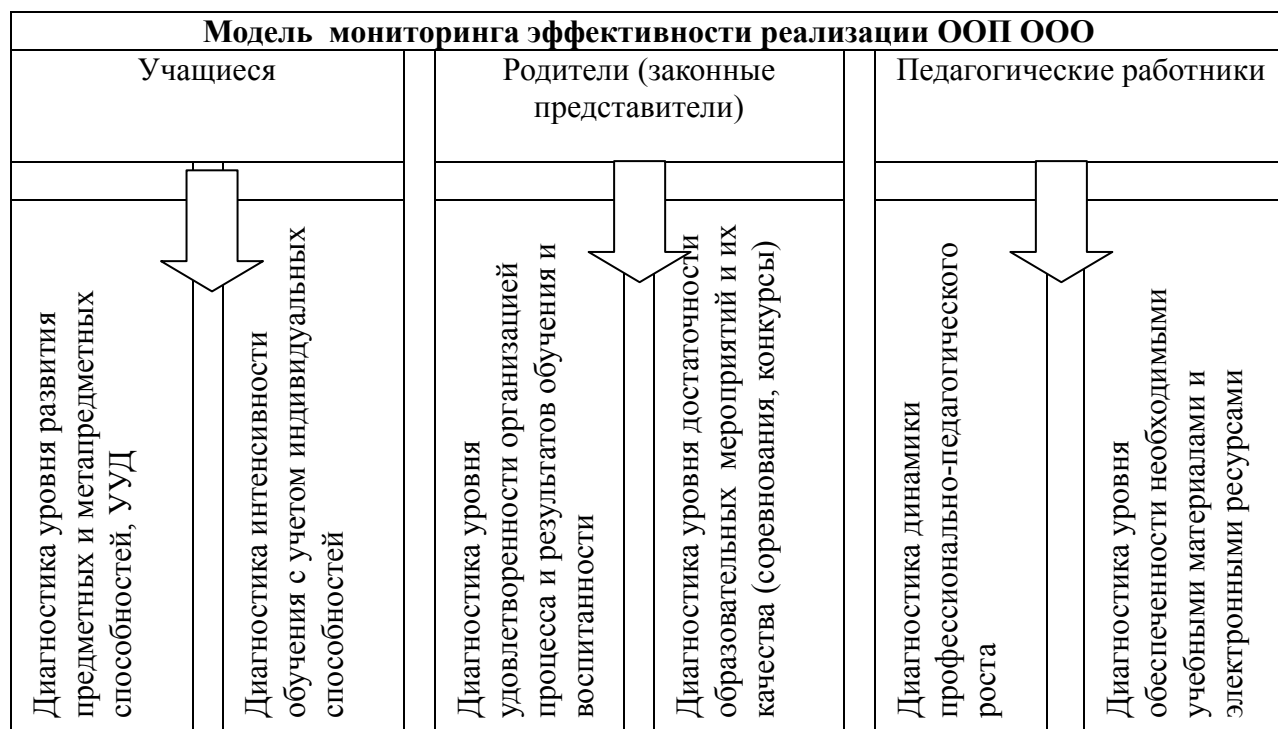 Модель мониторинга эффективности реализации ООП ООО
Учащиеся
Родители (законные
представители)
Педагогические работники
Диагностика уровня развития
предметных и метапредметных
способностей, УУД
Диагностика интенсивности
обучения с учетом индивидуальных
способностей
Диагностика уровня
удовлетворенности организацией
процесса и результатов обучения и
воспитанности
Диагностика уровня достаточности
образовательных мероприятий и их
качества (соревнования, конкурсы)
Диагностика динамики
профессионально-педагогического
роста
Диагностика уровня
обеспеченности необходимыми
учебными материалами и
электронными ресурсами